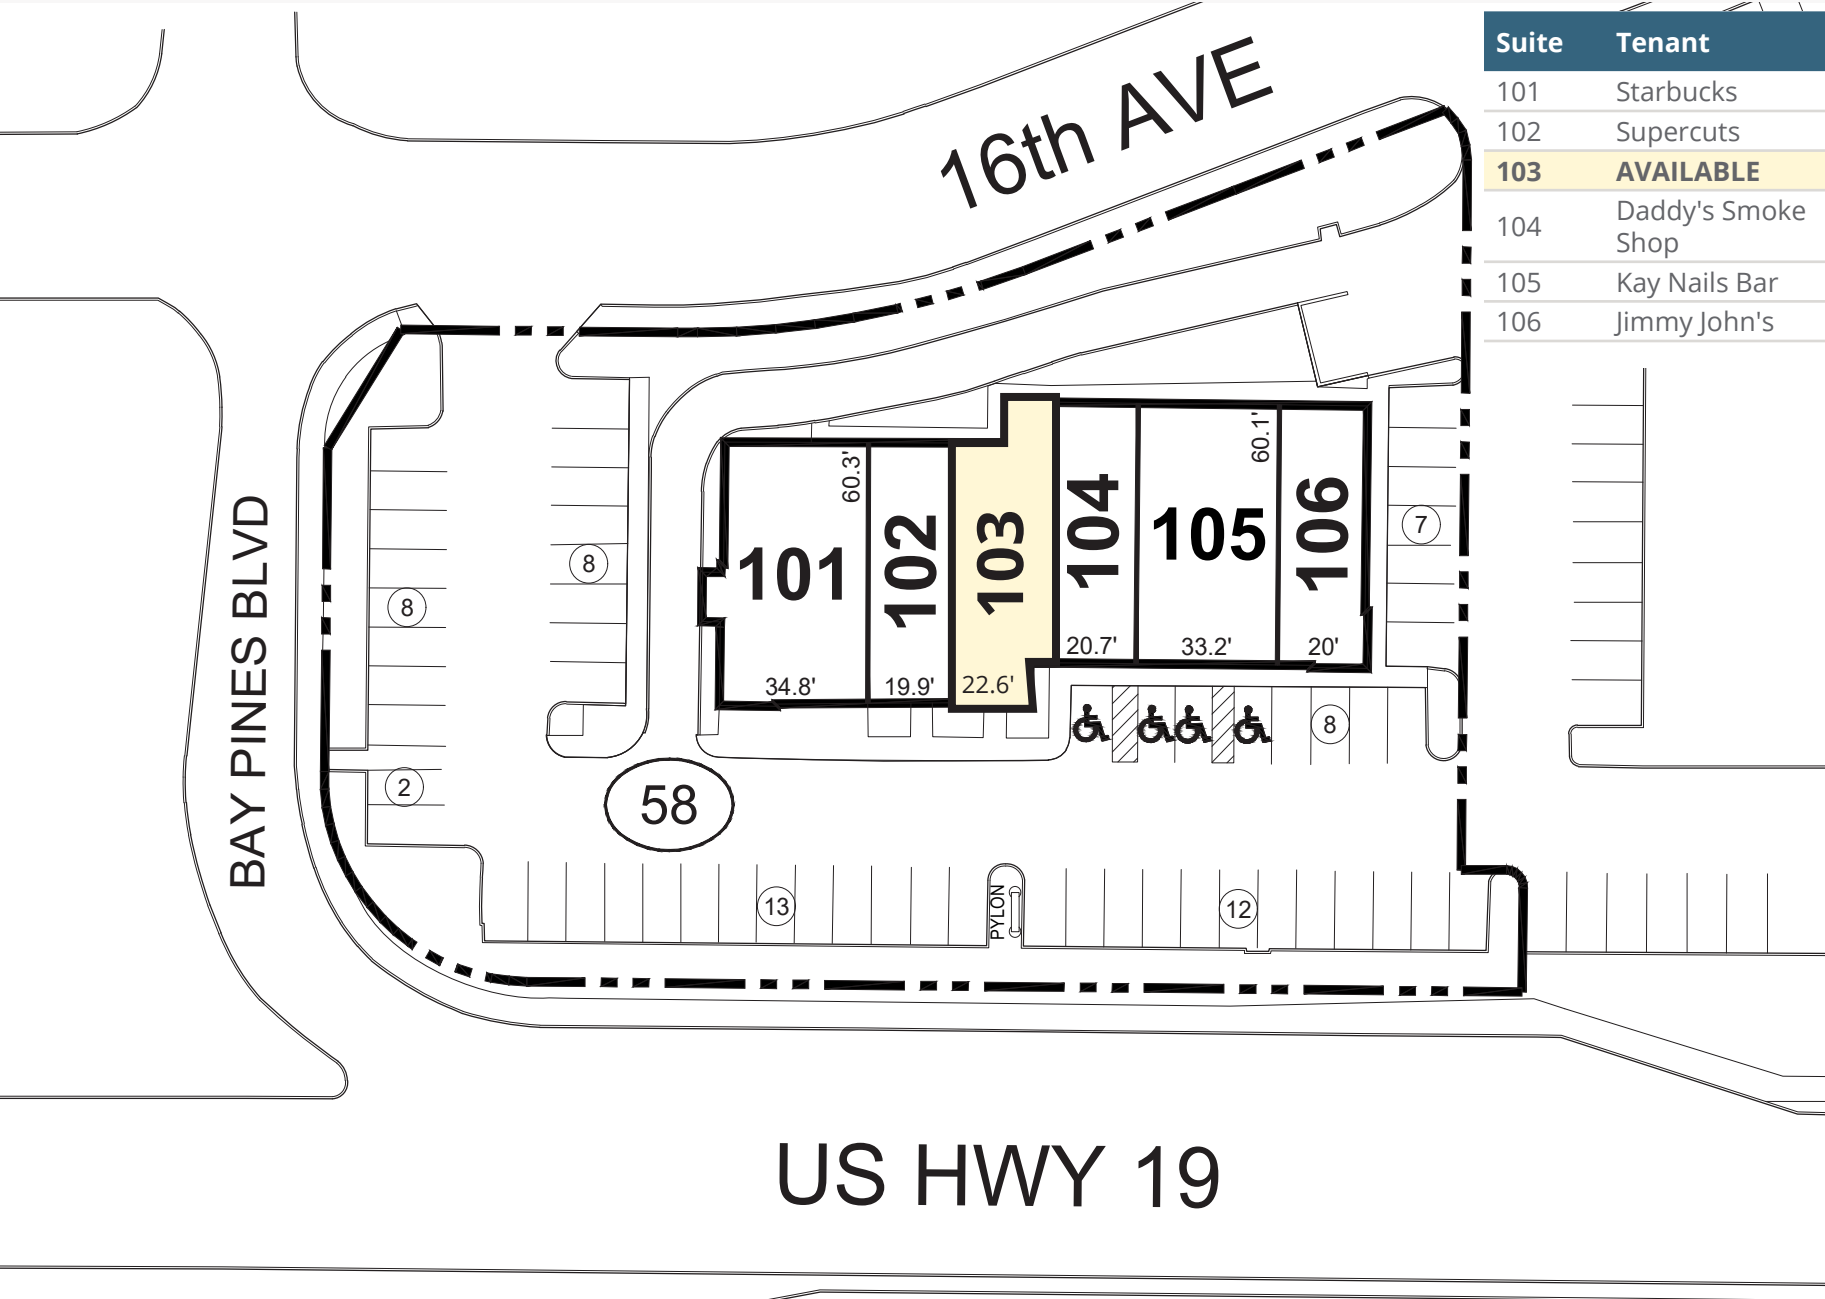 16th AVE
Suite Tenant
101 Starbucks
102 Supercuts
103 AVAILABLE
104 Daddy's Smoke
Shop
105 Kay Nails Bar
106 Jimmy John's
BAY PINES BLVD
60.3'
60.1'
101
102
103
104
105
106
34.8'
19.9'
22.6'
20.7'
33.2'
20'
8
8
7
8
2
58
13
PYLON
12
US HWY 19